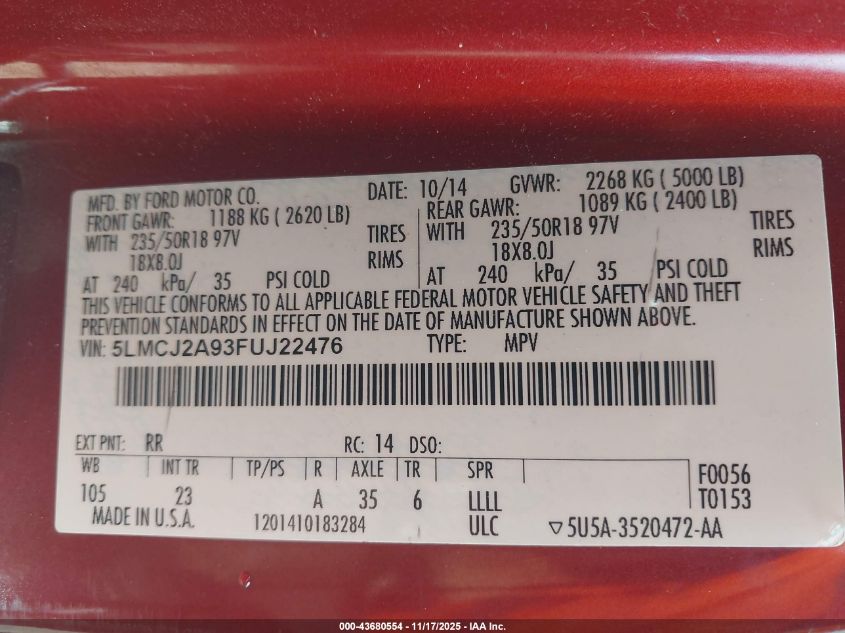 MFD. BY FORD MOTOR CO. DATE: 10/14 GVWR: 2268 KG ( 5000 LB)
FRONT GAWR: 1188 KG ( 2620 LB) REAR GAWR: 1089 KG ( 2400 LB)
WITH 235/50R18 97V TIRES WITH 235/50R18 97V TIRES
18X8.0J RIMS 18X8.0J RIMS
AT 240 kPa/ 35 PSI COLD AT 240 kPa/ 35 PSI COLD
THIS VEHICLE CONFORMS TO ALL APPLICABLE FEDERAL MOTOR VEHICLE SAFETY AND THEFT
PREVENTION STANDARDS IN EFFECT ON THE DATE OF MANUFACTURE SHOWN ABOVE.
VIN: 5LMCJ2A93FUJ22476 TYPE: MPV
EXT PNT: RR RC: 14 DSO:
WB INT TR TP/PS R AXLE TR SPR F0056
105 23 A 35 6 LLLL T0153
MADE IN U.S.A. 1201410183284 ULC ▽5U5A-3520472-AA
000-43680554 - 11/17/2025 - IAA Inc.